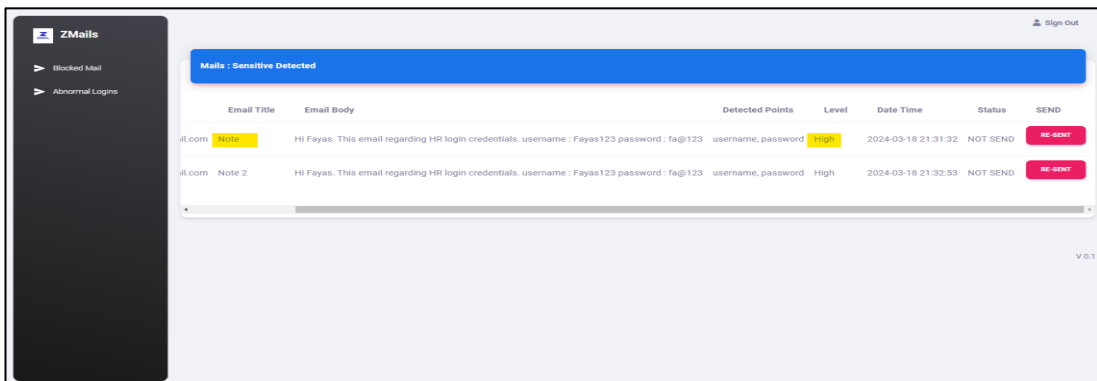 ZMails
Sign Out
Blocked Mail
Abnormal Logins
Mails : Sensitive Detected
Email Title Email Body Detected Points Level Date Time Status SEND
il.com Note Hi Fayas. This email regarding HR login credentials. username : Fayas123 password : fa@123 username, password High 2024-03-18 21:31:32 NOT SEND RE-SENT
il.com Note 2 Hi Fayas. This email regarding HR login credentials. username : Fayas123 password : fa@123 username, password High 2024-03-18 21:32:53 NOT SEND RE-SENT
V 0.1